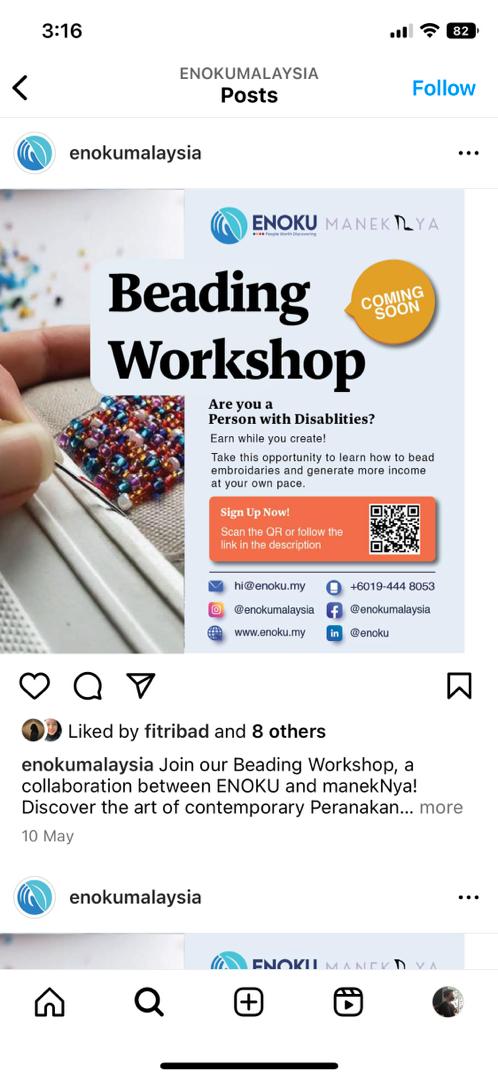 3:16
82
ENOKUMALAYSIA
Posts
Follow
enokumalaysia
ENOKU
People Worth Discovering
MANEKNYA
Beading
Workshop
COMING
SOON
Are you a
Person with Disablities?
Earn while you create!
Take this opportunity to learn how to bead
embroidaries and generate more income
at your own pace.
Sign Up Now!
Scan the QR or follow the
link in the description
hi@enoku.my
+6019-444 8053
@enokumalaysia
@enokumalaysia
www.enoku.my
@enoku
Liked by fitribad and 8 others
enokumalaysia Join our Beading Workshop, a
collaboration between ENOKU and manekNya!
Discover the art of contemporary Peranakan... more
10 May
enokumalaysia
ENOKU MANEKNYA